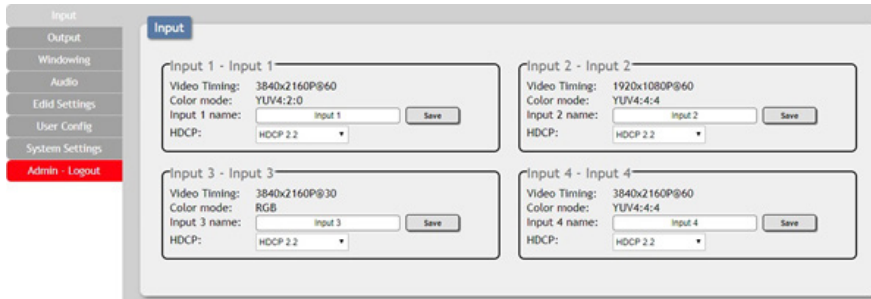 Input
Output
Windowing
Audio
Edid Settings
User Config
System Settings
Admin - Logout
Input
Input 1 - Input 1
Video Timing: 3840x2160P@60
Color mode: YUV4:2:0
Input 1 name: Input 1 Save
HDCP: HDCP 2.2
Input 2 - Input 2
Video Timing: 1920x1080P@60
Color mode: YUV4:4:4
Input 2 name: Input 2 Save
HDCP: HDCP 2.2
Input 3 - Input 3
Video Timing: 3840x2160P@30
Color mode: RGB
Input 3 name: Input 3 Save
HDCP: HDCP 2.2
Input 4 - Input 4
Video Timing: 3840x2160P@60
Color mode: YUV4:4:4
Input 4 name: Input 4 Save
HDCP: HDCP 2.2